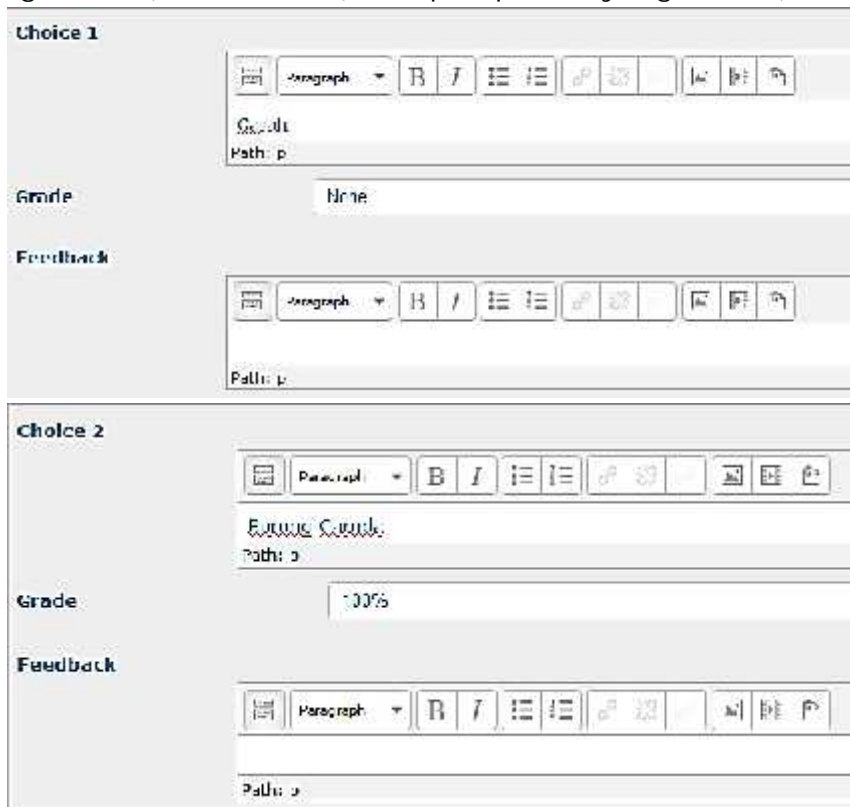 Choice 1
Paragraph B I
Path: p
Grade None
Feedback
Paragraph B I
Path: p
Choice 2
Paragraph B I
Path: p
Grade 100%
Feedback
Paragraph B I
Path: p